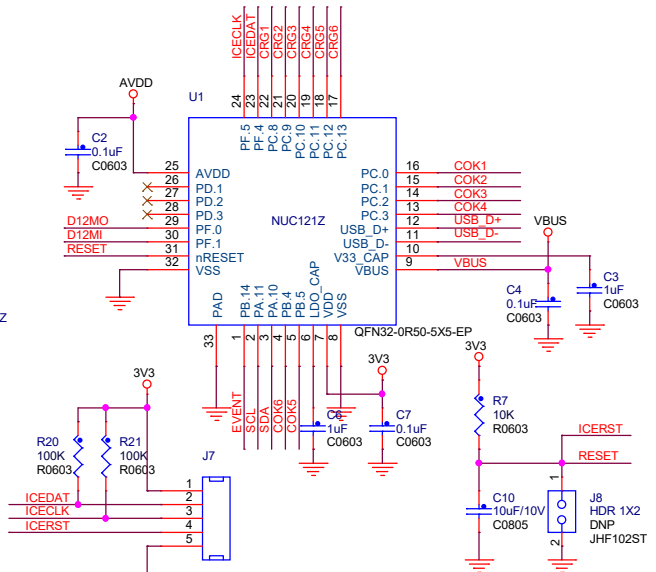 ICECLK
ICEDAT
CRG1
CRG2
CRG3
CRG4
CRG5
CRG6
24
23
22
21
20
19
18
17
AVDD
U1
PF.5
PF.4
PC.8
PC.9
PC.10
PC.11
PC.12
PC.13
C2
0.1uF
C0603
25 AVDD
26 PD.1
27 PD.2
28 PD.3
D12MO 29 PF.0
D12MI 30 PF.1
RESET 31 nRESET
32 VSS
NUC121Z
PC.0 16 COK1
PC.1 15 COK2
PC.2 14 COK3
PC.3 13 COK4
USB_D+ 12 USB_D+
USB_D- 11 USB_D-
V33_CAP 10
VBUS 9 VBUS
VBUS
C4
0.1uF
C0603
C3
1uF
C0603
Z
PAD
PB.14
PA.11
PA.10
PB.4
PB.5
LDO_CAP
VDD
VSS
QFN32-0R50-5X5-EP
33
1
2
3
4
5
6
7
8
EVENT
SCL
SDA
COK6
COK5
C6
1uF
C0603
3V3
C7
0.1uF
C0603
3V3
R7
10K
R0603
ICERST
RESET
C10
10uF/10V
C0805
1
2
J8
HDR 1X2
DNP
JHF102ST
3V3
R20
100K
R0603
R21
100K
R0603
J7
1
ICEDAT 2
ICECLK 3
ICERST 4
5